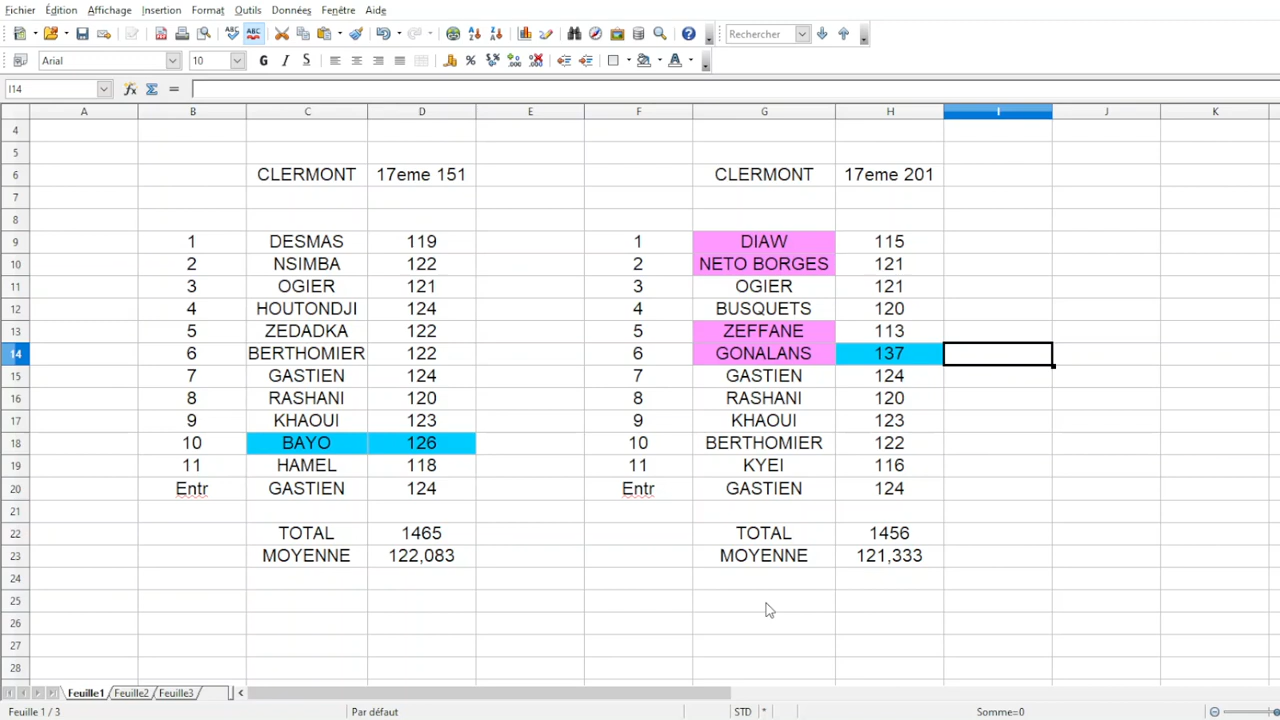 Fichier Édition Affichage Insertion Format Outils Données Fenêtre Aide
Rechercher
Arial 10
I14
A B C D E F G H I J K
4
5
6 CLERMONT 17eme 151 CLERMONT 17eme 201
7
8
9 1 DESMAS 119 1 DIAW 115
10 2 NSIMBA 122 2 NETO BORGES 121
11 3 OGIER 121 3 OGIER 121
12 4 HOUTONDJI 124 4 BUSQUETS 120
13 5 ZEDADKA 122 5 ZEFFANE 113
14 6 BERTHOMIER 122 6 GONALANS 137
15 7 GASTIEN 124 7 GASTIEN 124
16 8 RASHANI 120 8 RASHANI 120
17 9 KHAOUI 123 9 KHAOUI 123
18 10 BAYO 126 10 BERTHOMIER 122
19 11 HAMEL 118 11 KYEI 116
20 Entr GASTIEN 124 Entr GASTIEN 124
21
22 TOTAL 1465 TOTAL 1456
23 MOYENNE 122,083 MOYENNE 121,333
24
25
26
27
28
Feuille1 Feuille2 Feuille3
Feuille 1 / 3 Par défaut STD * Somme=0